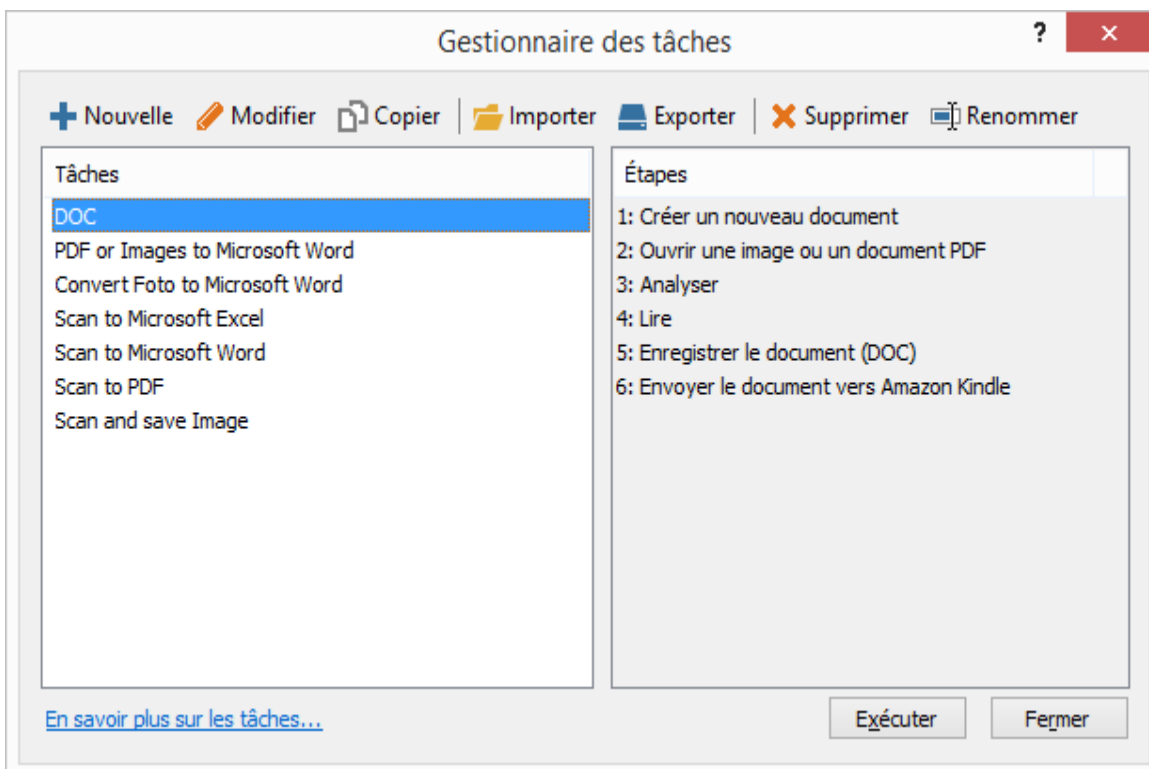 Gestionnaire des tâches
?
Nouvelle Modifier Copier Importer Exporter Supprimer Renommer
Tâches
DOC
PDF or Images to Microsoft Word
Convert Foto to Microsoft Word
Scan to Microsoft Excel
Scan to Microsoft Word
Scan to PDF
Scan and save Image
Étapes
1: Créer un nouveau document
2: Ouvrir une image ou un document PDF
3: Analyser
4: Lire
5: Enregistrer le document (DOC)
6: Envoyer le document vers Amazon Kindle
En savoir plus sur les tâches...
Exécuter
Fermer